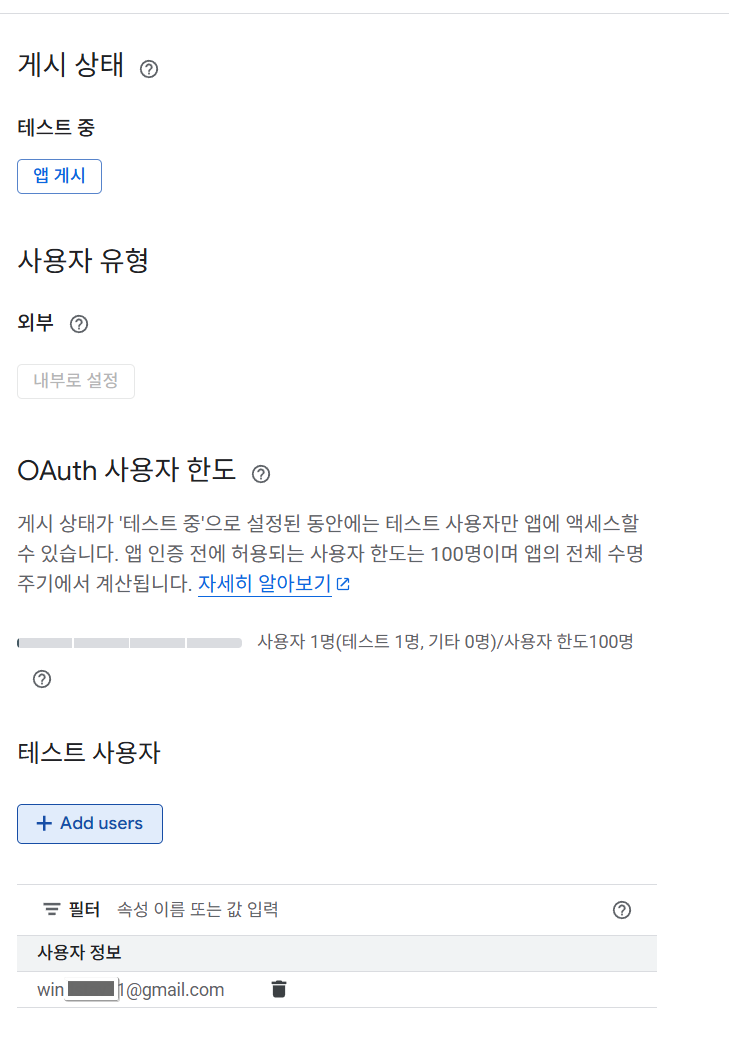 게시 상태
테스트 중
앱 게시
사용자 유형
외부
내부로 설정
OAuth 사용자 한도
게시 상태가 '테스트 중'으로 설정된 동안에는 테스트 사용자만 앱에 액세스할
수 있습니다. 앱 인증 전에 허용되는 사용자 한도는 100명이며 앱의 전체 수명
주기에서 계산됩니다. 자세히 알아보기
사용자 1명(테스트 1명, 기타 0명)/사용자 한도100명
테스트 사용자
+ Add users
필터 속성 이름 또는 값 입력
사용자 정보
win 1@gmail.com